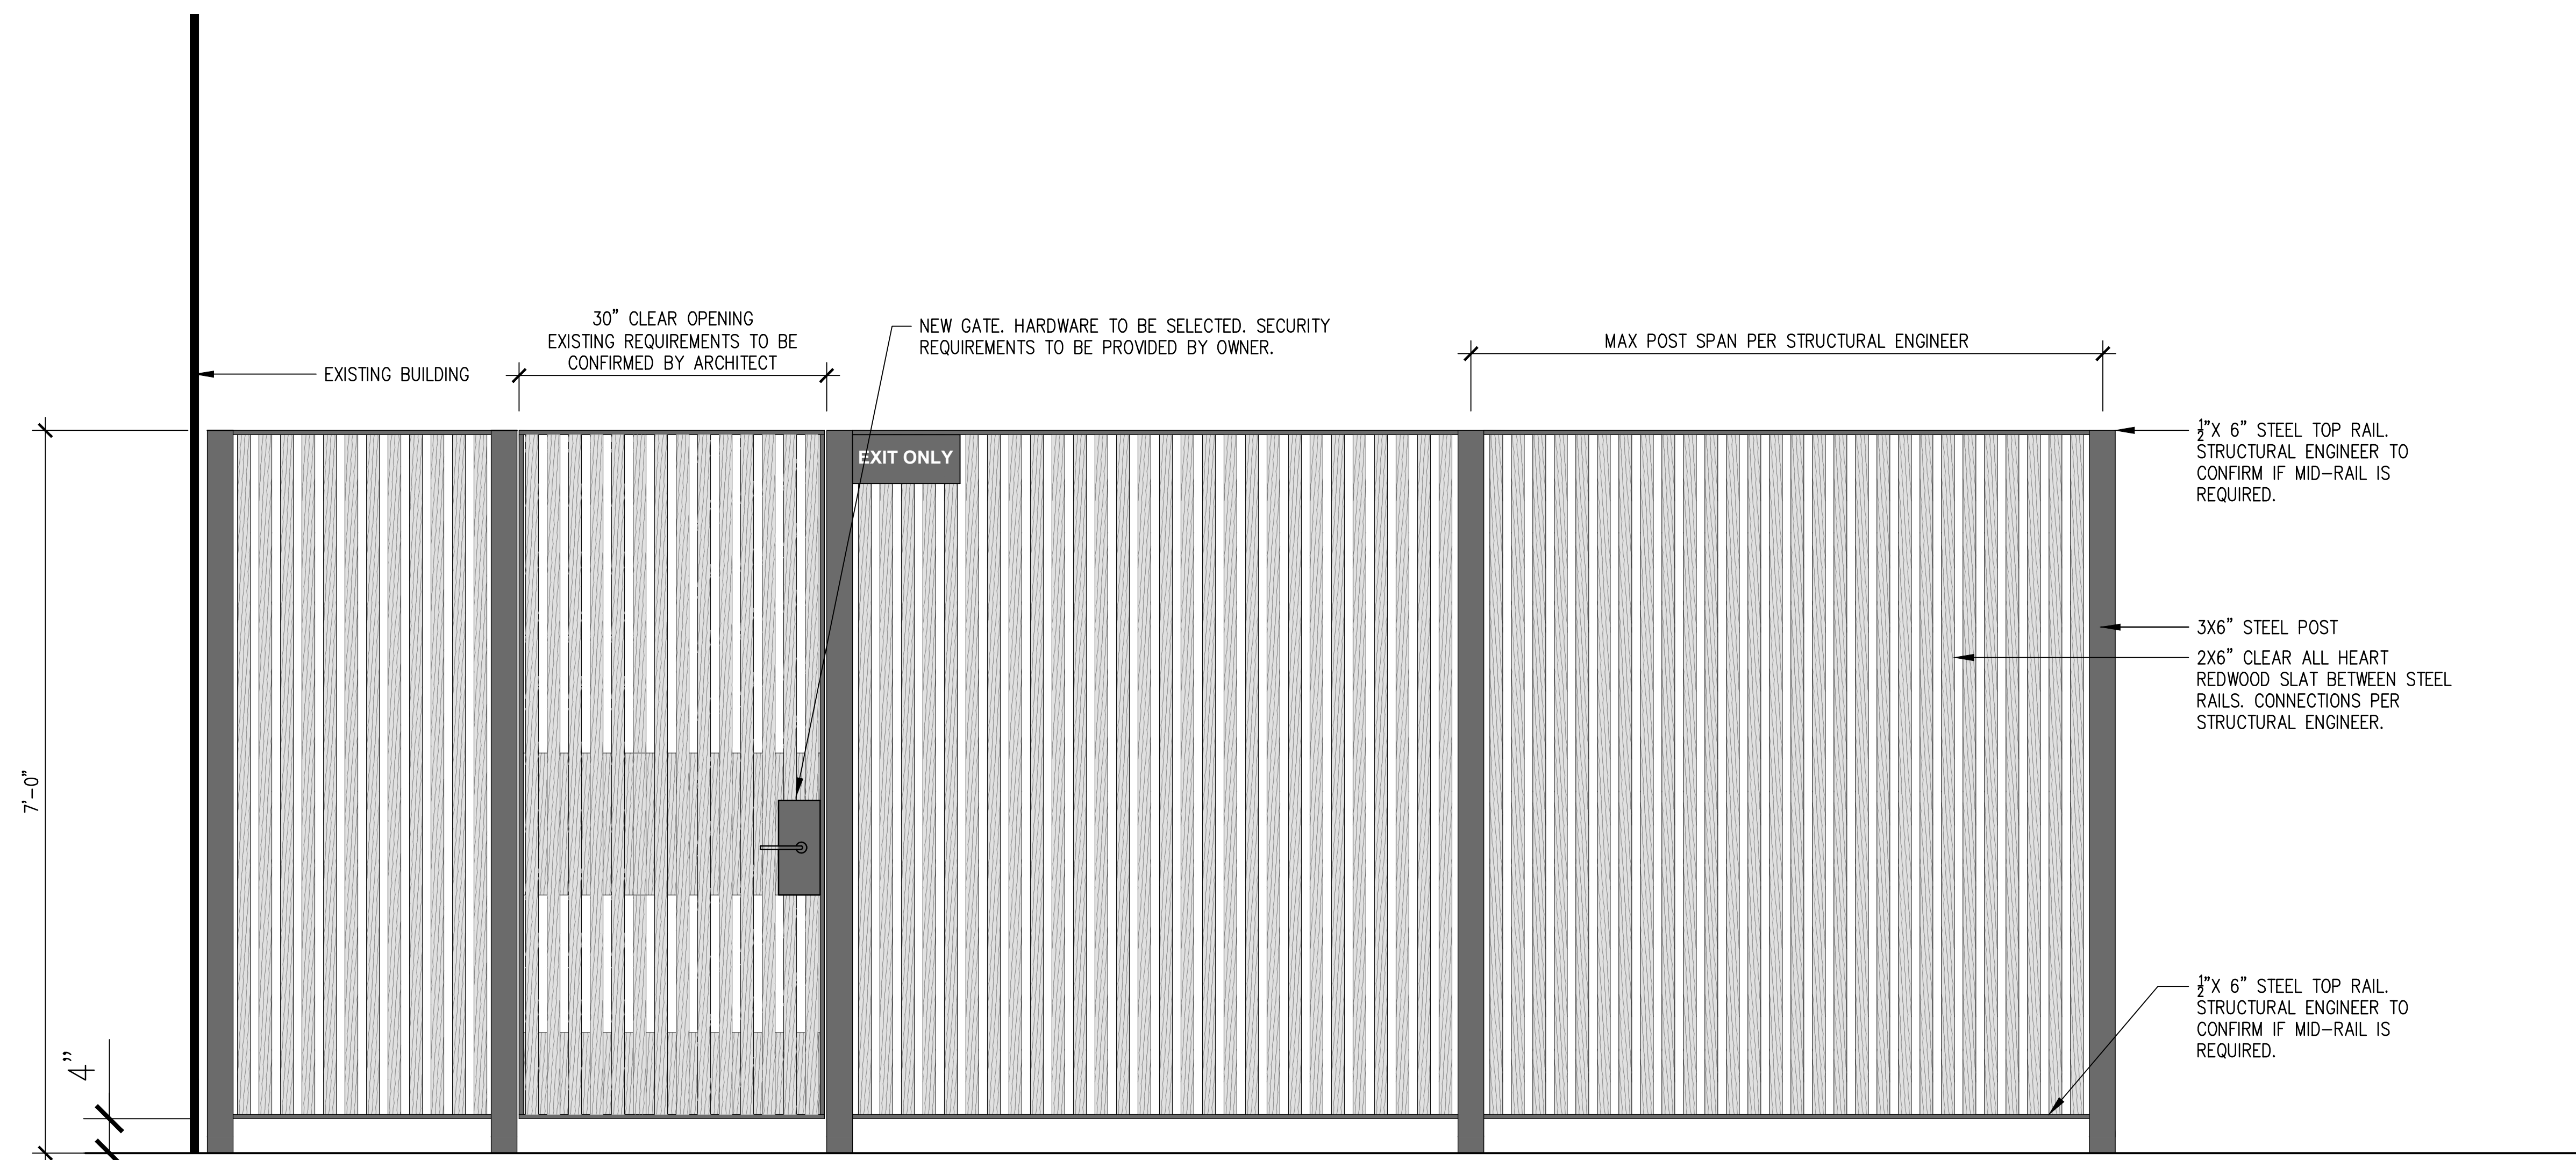 30” CLEAR OPENING
EXISTING REQUIREMENTS TO BE
CONFIRMED BY ARCHITECT
NEW GATE. HARDWARE TO BE SELECTED. SECURITY
REQUIREMENTS TO BE PROVIDED BY OWNER.
MAX POST SPAN PER STRUCTURAL ENGINEER
EXISTING BUILDING
EXIT ONLY
½”X 6” STEEL TOP RAIL.
STRUCTURAL ENGINEER TO
CONFIRM IF MID-RAIL IS
REQUIRED.
3X6” STEEL POST
2X6” CLEAR ALL HEART
REDWOOD SLAT BETWEEN STEEL
RAILS. CONNECTIONS PER
STRUCTURAL ENGINEER.
7’-0”
½”X 6” STEEL TOP RAIL.
STRUCTURAL ENGINEER TO
CONFIRM IF MID-RAIL IS
REQUIRED.
4”